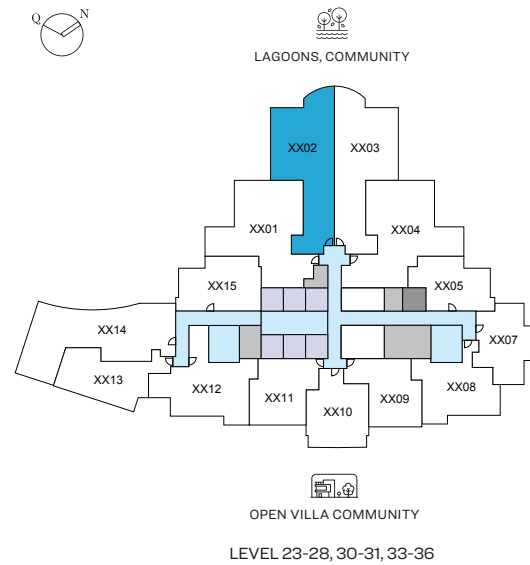 Q N
LAGOONS, COMMUNITY
XX02 XX03
XX01 XX04
XX15 XX05
XX14 XX07
XX13 XX12 XX08
XX11 XX10 XX09
OPEN VILLA COMMUNITY
LEVEL 23-28, 30-31, 33-36